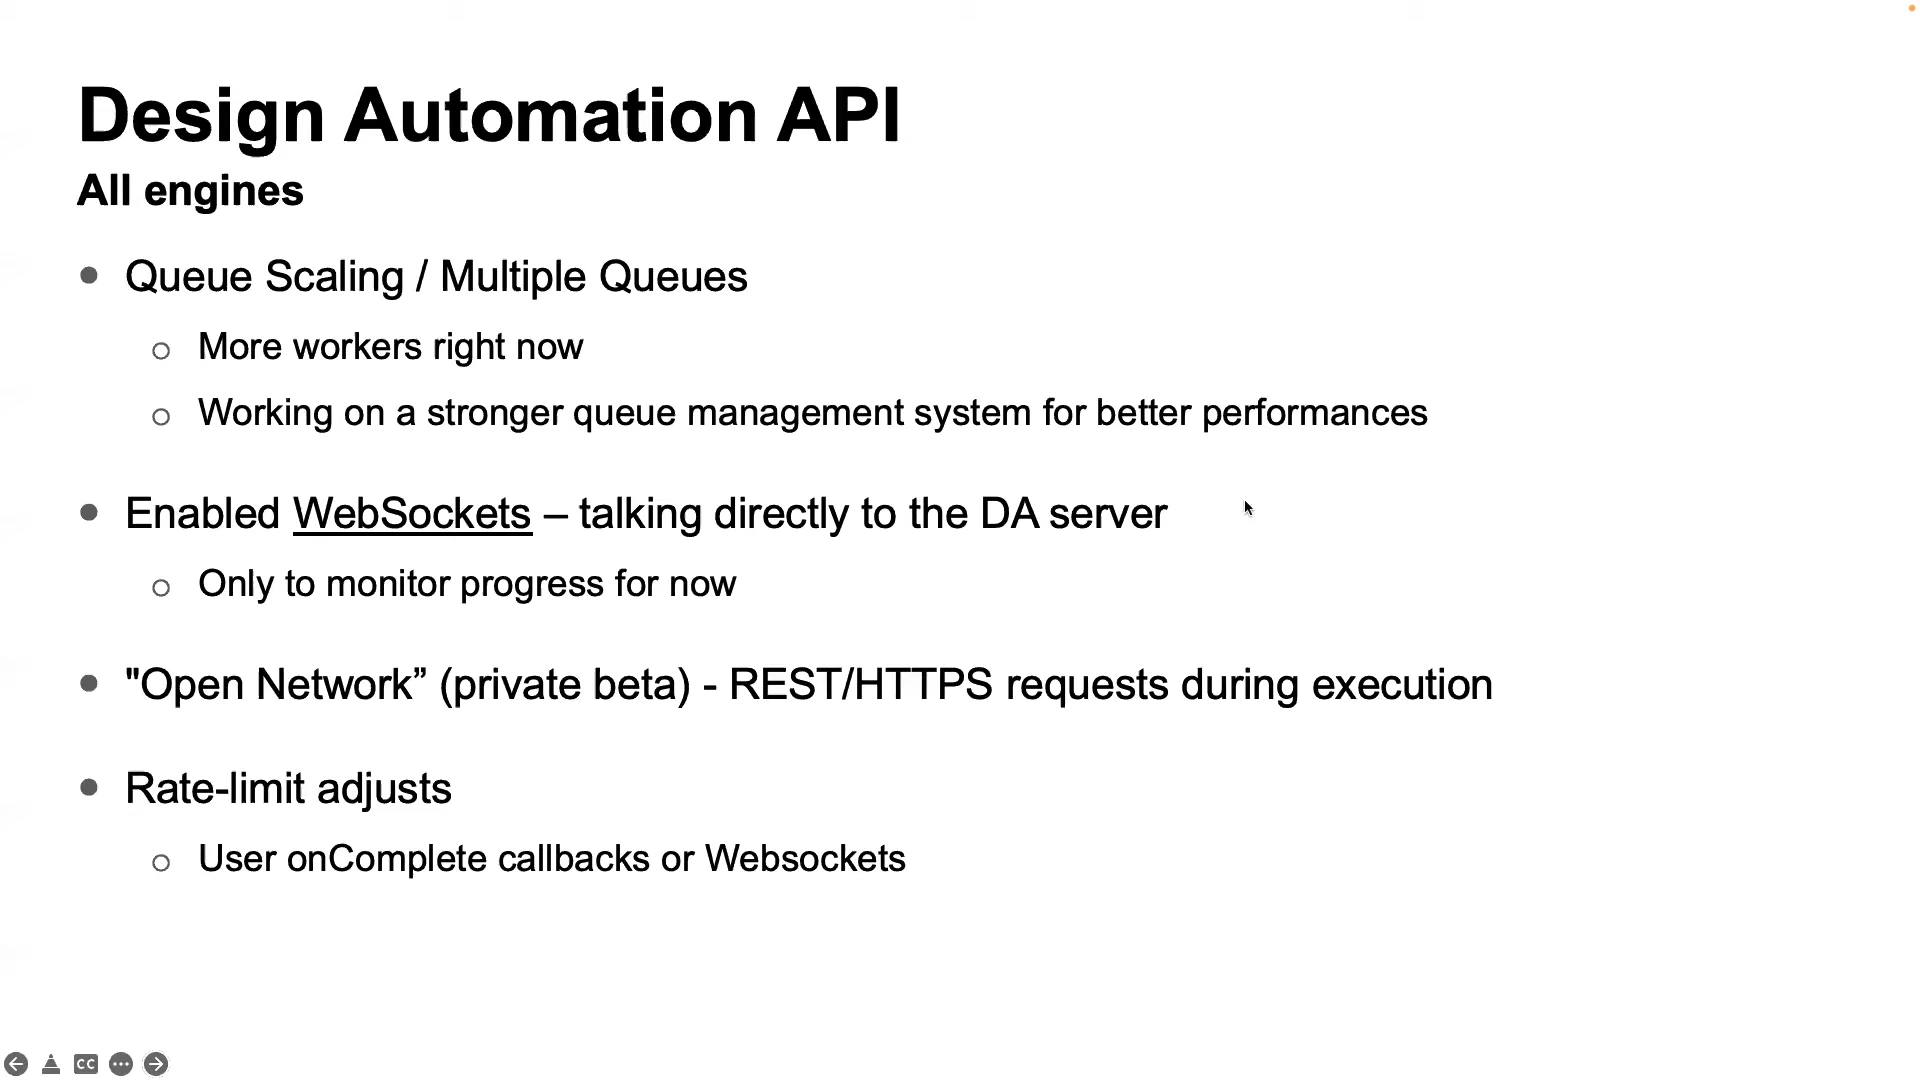 Design Automation API
All engines
Queue Scaling / Multiple Queues
More workers right now
Working on a stronger queue management system for better performances
Enabled WebSockets – talking directly to the DA server
Only to monitor progress for now
"Open Network” (private beta) - REST/HTTPS requests during execution
Rate-limit adjusts
User onComplete callbacks or Websockets
CC